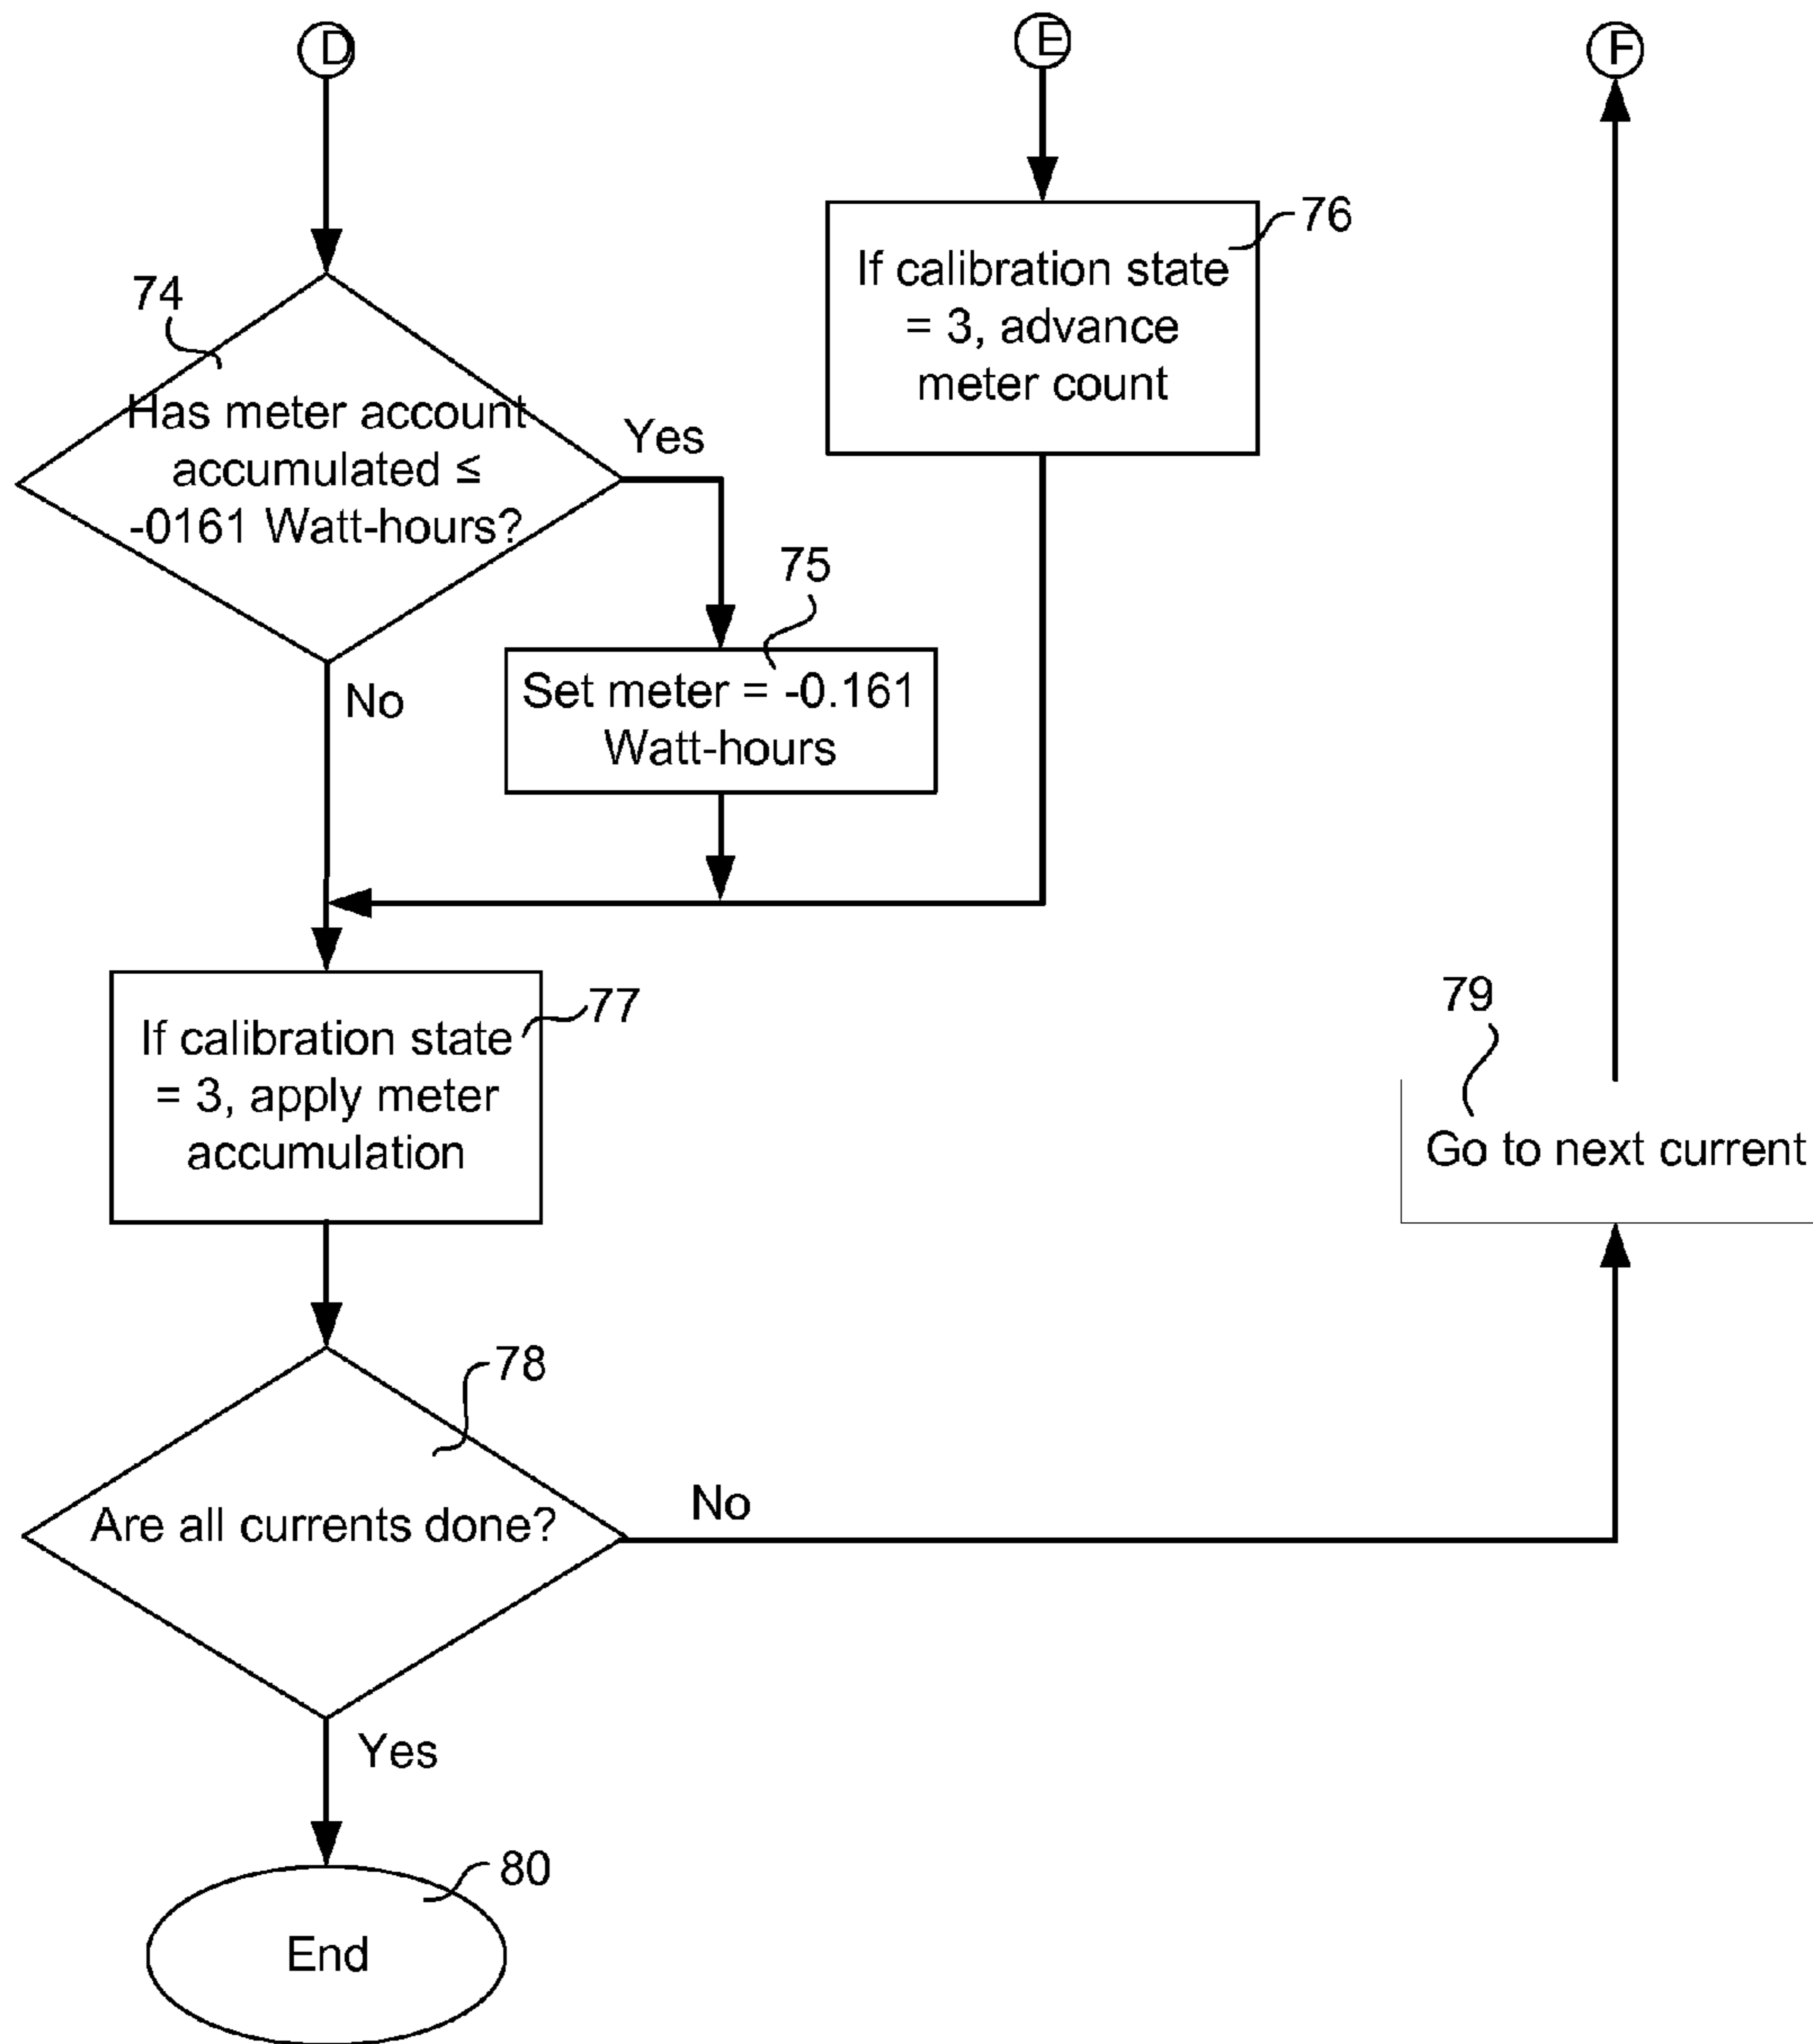 D
E
F
74
Has meter account
accumulated ≤
-0161 Watt-hours?
Yes
No
75
Set meter = -0.161
Watt-hours
76
If calibration state
= 3, advance
meter count
77
If calibration state
= 3, apply meter
accumulation
78
Are all currents done?
No
Yes
79
Go to next current
80
End